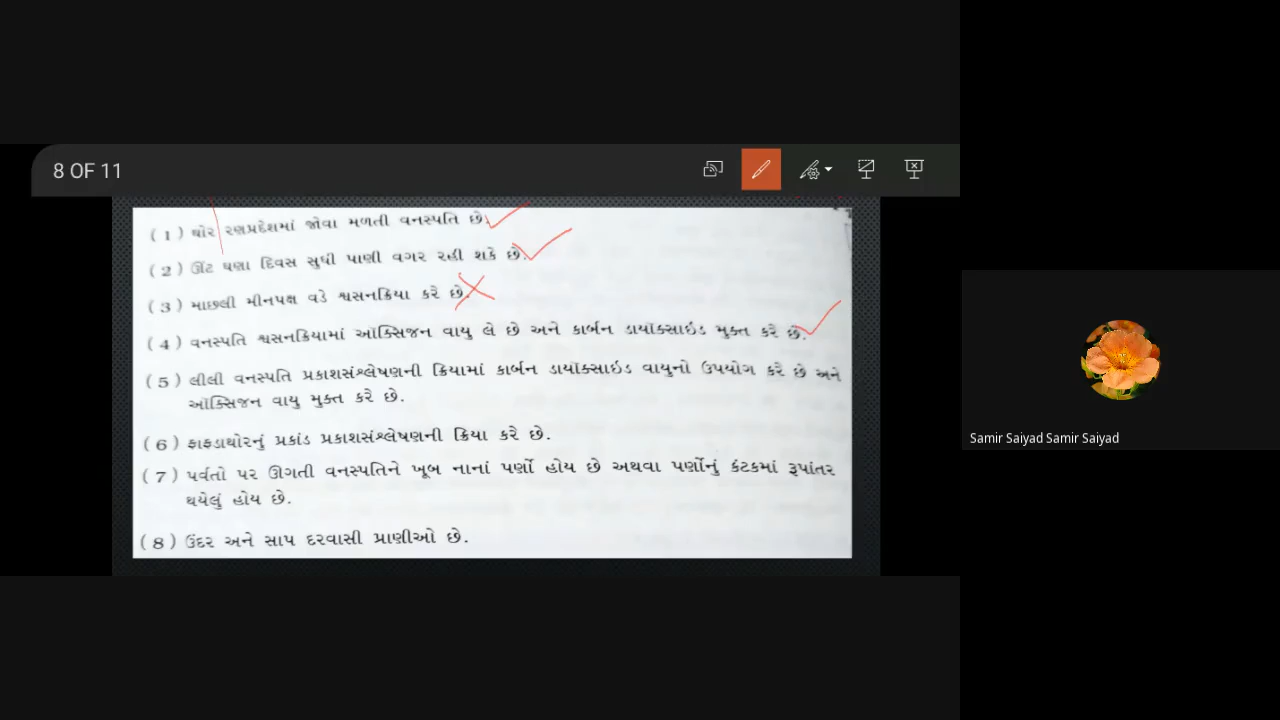 8 OF 11
( 1 ) થોર રણપ્રદેશમાં જોવા મળતી વનસ્પતિ છે.
( 2 ) ઊંટ ઘણા દિવસ સુધી પાણી વગર રહી શકે છે.
( 3 ) માછલી મીનપક્ષ વડે શ્વસનક્રિયા કરે છે.
( 4 ) વનસ્પતિ શ્વસનક્રિયામાં ઑક્સિજન વાયુ લે છે અને કાર્બન ડાયૉક્સાઇડ મુક્ત કરે છે.
( 5 ) લીલી વનસ્પતિ પ્રકાશસંશ્લેષણની ક્રિયામાં કાર્બન ડાયૉક્સાઇડ વાયુનો ઉપયોગ કરે છે અને
ઑક્સિજન વાયુ મુક્ત કરે છે.
( 6 ) ફાફડાથોરનું પ્રકાંડ પ્રકાશસંશ્લેષણની ક્રિયા કરે છે.
( 7 ) પર્વતો પર ઊગતી વનસ્પતિને ખૂબ નાનાં પર્ણો હોય છે અથવા પર્ણોનું કંટકમાં રૂપાંતર
થયેલું હોય છે.
( 8 ) ઉંદર અને સાપ દરવાસી પ્રાણીઓ છે.
Samir Saiyad Samir Saiyad